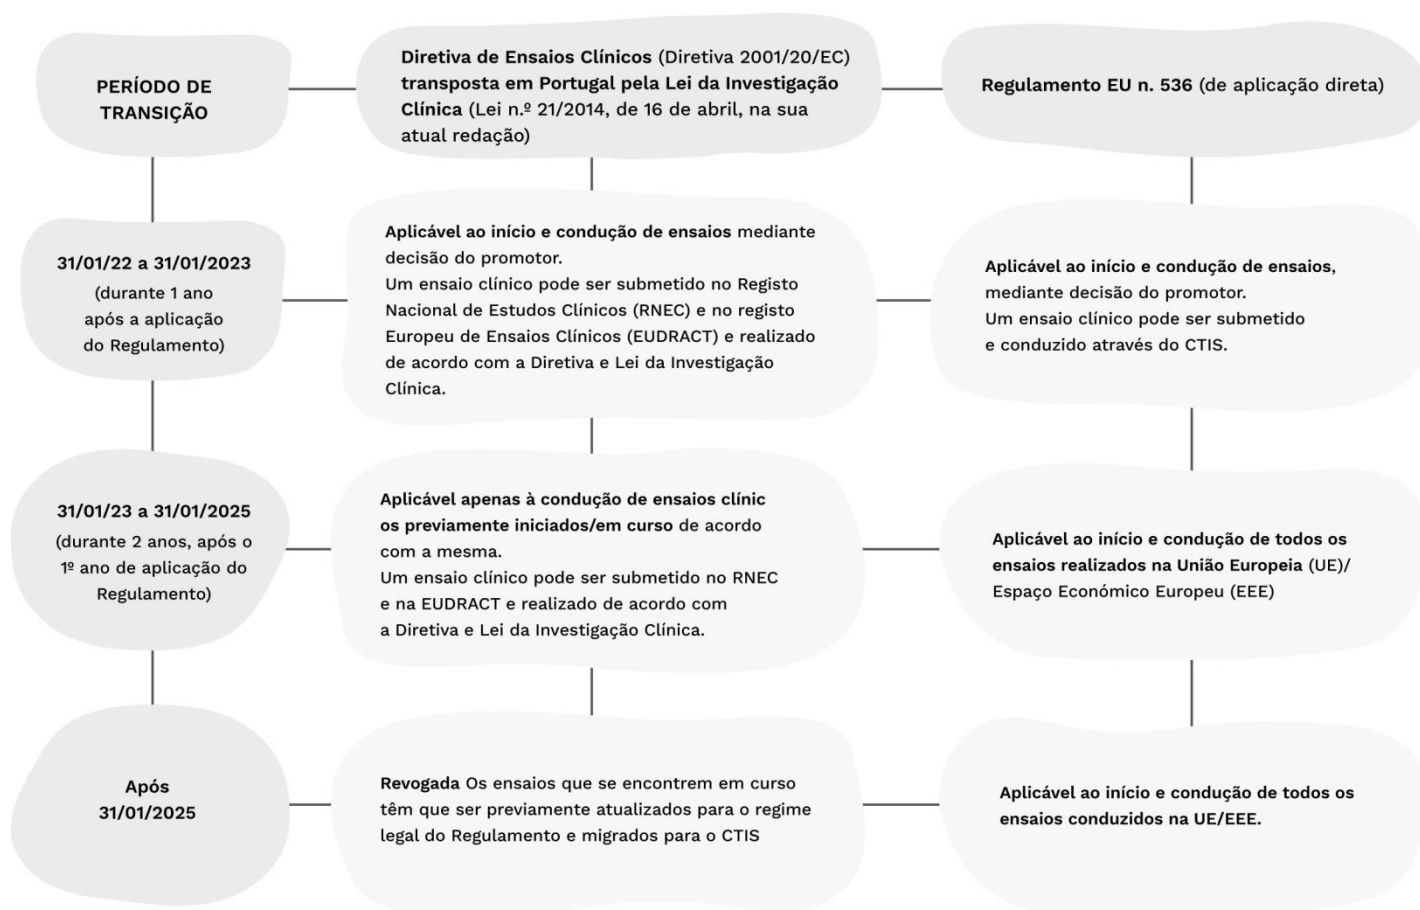 PERÍODO DE
TRANSIÇÃO
Diretiva de Ensaios Clínicos (Diretiva 2001/20/EC)
transposta em Portugal pela Lei da Investigação
Clínica (Lei n.º 21/2014, de 16 de abril, na sua
atual redação)
Regulamento EU n. 536 (de aplicação direta)
31/01/22 a 31/01/2023
(durante 1 ano
após a aplicação
do Regulamento)
Aplicável ao início e condução de ensaios mediante
decisão do promotor.
Um ensaio clínico pode ser submetido no Registo
Nacional de Estudos Clínicos (RNEC) e no registo
Europeu de Ensaios Clínicos (EUDRACT) e realizado
de acordo com a Diretiva e Lei da Investigação
Clínica.
Aplicável ao início e condução de ensaios,
mediante decisão do promotor.
Um ensaio clínico pode ser submetido
e conduzido através do CTIS.
31/01/23 a 31/01/2025
(durante 2 anos, após o
1º ano de aplicação do
Regulamento)
Aplicável apenas à condução de ensaios clínic
os previamente iniciados/em curso de acordo
com a mesma.
Um ensaio clínico pode ser submetido no RNEC
e na EUDRACT e realizado de acordo com
a Diretiva e Lei da Investigação Clínica.
Aplicável ao início e condução de todos os
ensaios realizados na União Europeia (UE)/
Espaço Económico Europeu (EEE)
Após
31/01/2025
Revogada Os ensaios que se encontrem em curso
têm que ser previamente atualizados para o regime
legal do Regulamento e migrados para o CTIS
Aplicável ao início e condução de todos os
ensaios conduzidos na UE/EEE.